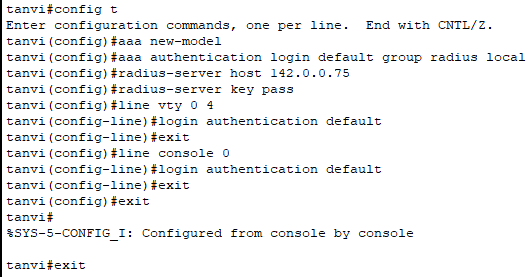 tanvi#config t
Enter configuration commands, one per line.  End with CNTL/Z.
tanvi(config)#aaa new-model
tanvi(config)#aaa authentication login default group radius local
tanvi(config)#radius-server host 142.0.0.75
tanvi(config)#radius-server key pass
tanvi(config)#line vty 0 4
tanvi(config-line)#login authentication default
tanvi(config-line)#exit
tanvi(config)#line console 0
tanvi(config-line)#login authentication default
tanvi(config-line)#exit
tanvi(config)#exit
tanvi#
%SYS-5-CONFIG_I: Configured from console by console
tanvi#exit